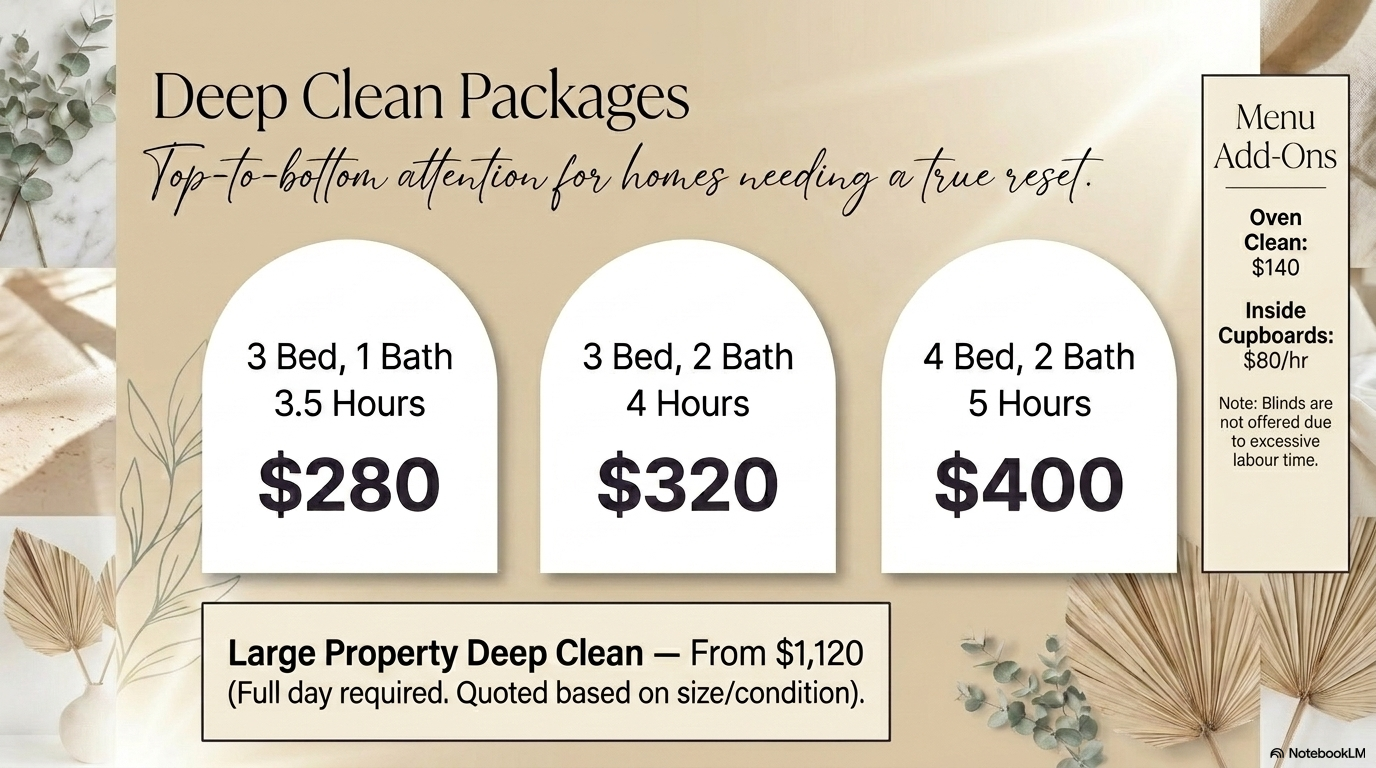 Deep Clean Packages
Top-to-bottom attention for homes needing a true reset.
3 Bed, 1 Bath
3.5 Hours
$280
3 Bed, 2 Bath
4 Hours
$320
4 Bed, 2 Bath
5 Hours
$400
Large Property Deep Clean — From $1,120
(Full day required. Quoted based on size/condition).
Menu
Add-Ons
Oven
Clean:
$140
Inside
Cupboards:
$80/hr
Note: Blinds are
not offered due
to excessive
labour time.
NotebookLM